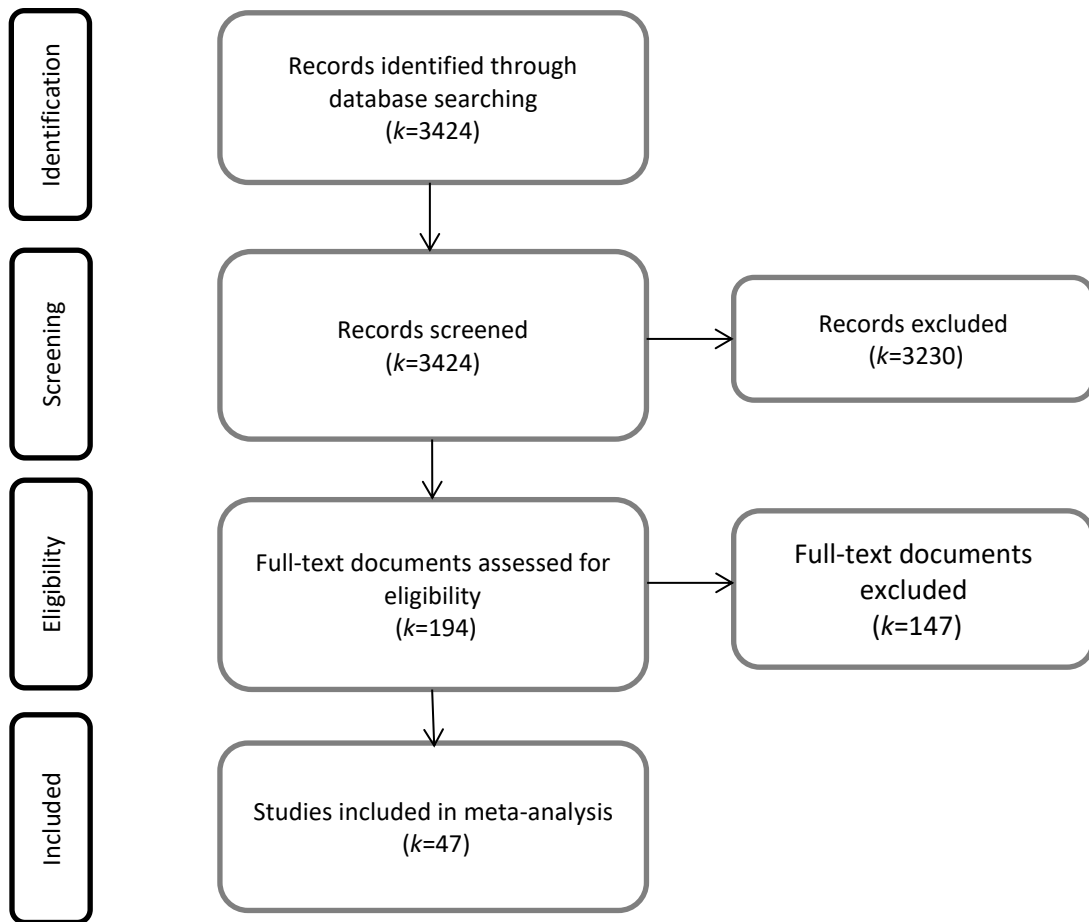 Identification
Records identified through
database searching
(k=3424)
Screening
Records screened
(k=3424)
Records excluded
(k=3230)
Eligibility
Full-text documents assessed for
eligibility
(k=194)
Full-text documents
excluded
(k=147)
Included
Studies included in meta-analysis
(k=47)